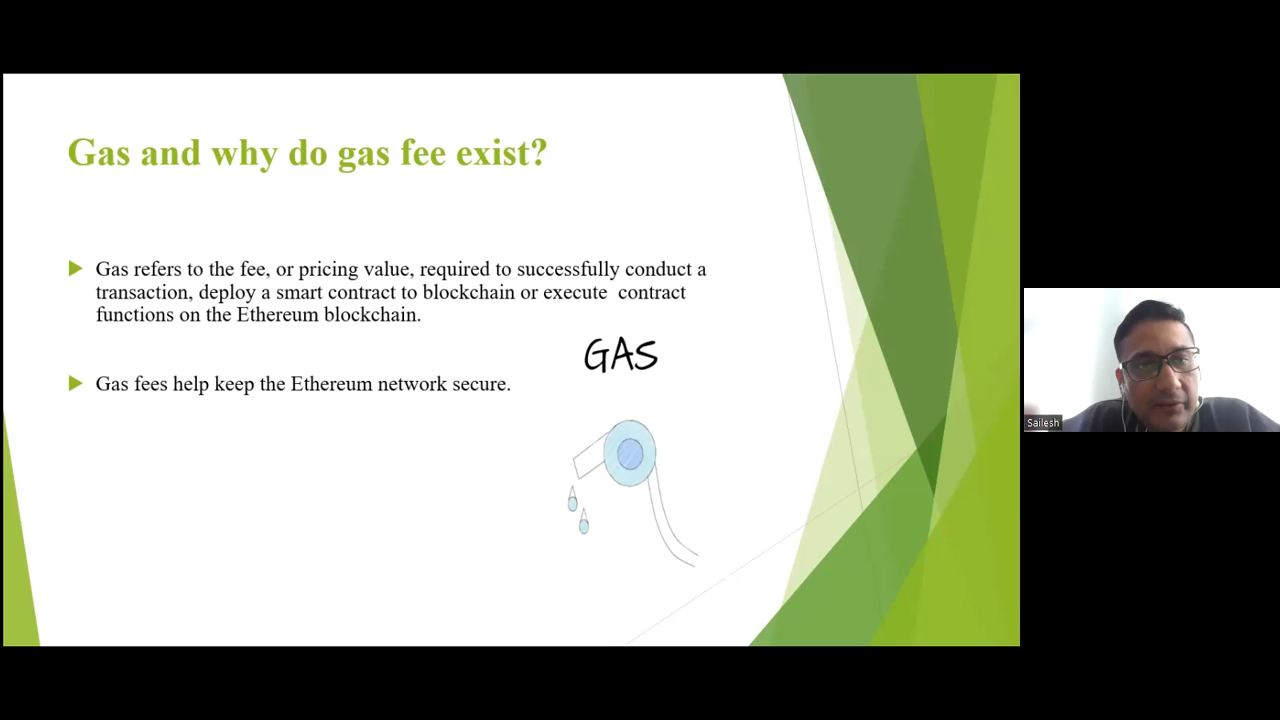 Gas and why do gas fee exist?
Gas refers to the fee, or pricing value, required to successfully conduct a
transaction, deploy a smart contract to blockchain or execute  contract
functions on the Ethereum blockchain.
GAS
Gas fees help keep the Ethereum network secure.
Sailesh